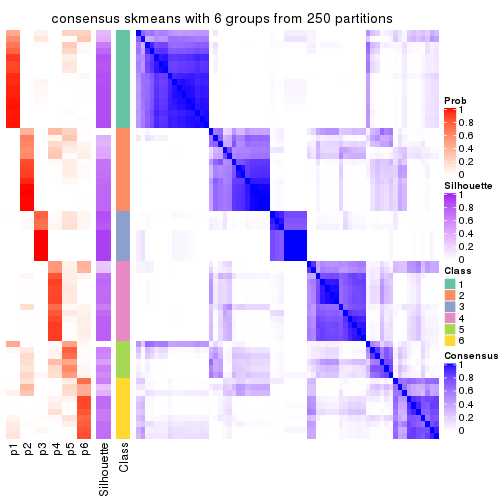 consensus skmeans with 6 groups from 250 partitions
Prob
1
0.8
0.6
0.4
0.2
0
Silhouette
1
0.8
0.6
0.4
0.2
0
Class
1
2
3
4
5
6
Consensus
1
0.8
0.6
0.4
0.2
0
p1
p2
p3
p4
p5
p6
Silhouette
Class